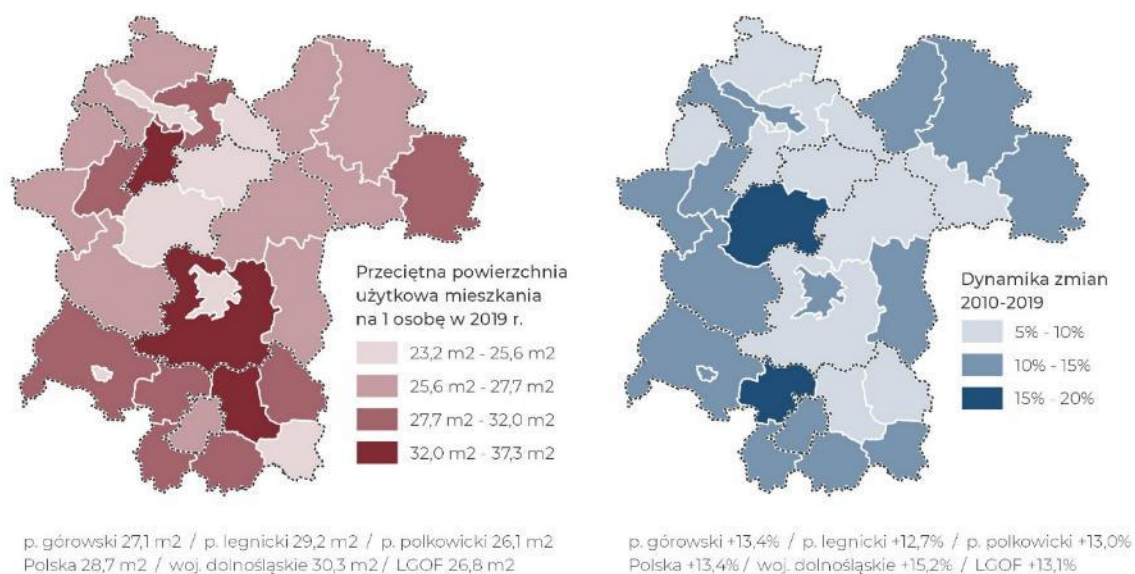 Przeciętna powierzchnia
użytkowa mieszkania
na 1 osobę w 2019 r.
23,2 m2 - 25,6 m2
25,6 m2 - 27,7 m2
27,7 m2 - 32,0 m2
32,0 m2 - 37,3 m2
p. górowski 27,1 m2 / p. legnicki 29,2 m2 / p. polkowicki 26,1 m2
Polska 28,7 m2 / woj. dolnośląskie 30,3 m2 / LGOF 26,8 m2
Dynamika zmian
2010-2019
5% - 10%
10% - 15%
15% - 20%
p. górowski +13,4% / p. legnicki +12,7% / p. polkowicki +13,0%
Polska +13,4% / woj. dolnośląskie +15,2% / LGOF +13,1%